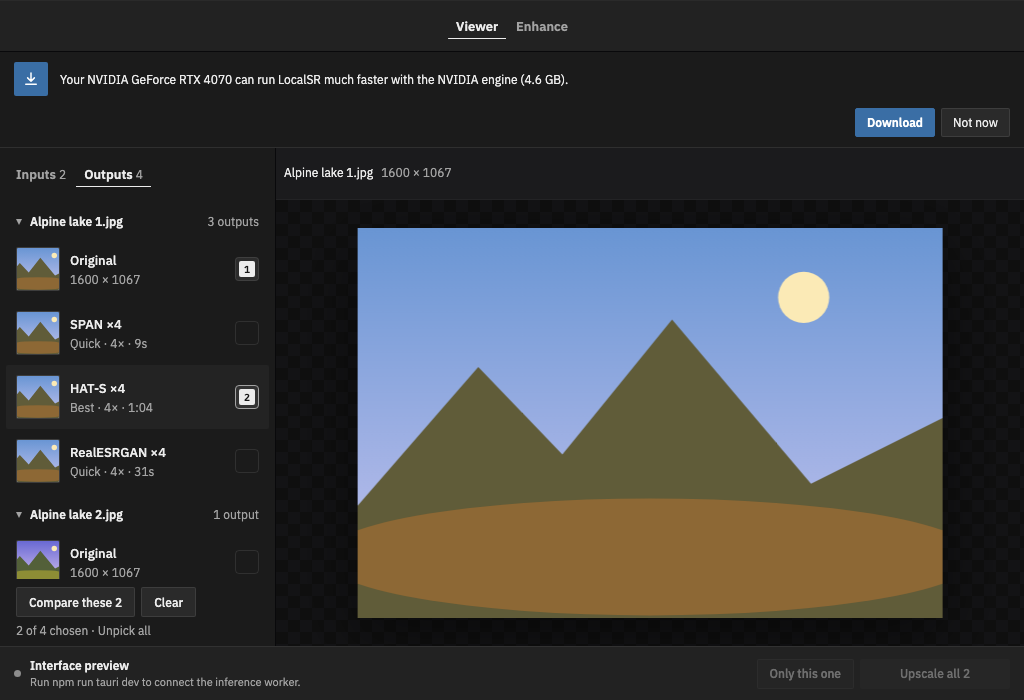 Viewer Enhance
Your NVIDIA GeForce RTX 4070 can run LocalSR much faster with the NVIDIA engine (4.6 GB).
Download Not now
Inputs 2 Outputs 4
Alpine lake 1.jpg 3 outputs
Original
1600 × 1067
1
SPAN ×4
Quick · 4× · 9s
HAT-S ×4
Best · 4× · 1:04
2
RealESRGAN ×4
Quick · 4× · 31s
Alpine lake 2.jpg 1 output
Original
1600 × 1067
Compare these 2 Clear
2 of 4 chosen · Unpick all
Alpine lake 1.jpg 1600 × 1067
Interface preview
Run npm run tauri dev to connect the inference worker.
Only this one Upscale all 2